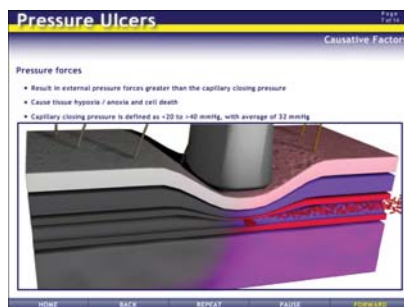 Pressure Ulcers
Page
7 of 14
Causative Factor
Pressure forces
• Result in external pressure forces greater than the capillary closing pressure
• Cause tissue hypoxia / anoxia and cell death
• Capillary closing pressure is defined as <20 to >40 mmHg, with average of 32 mmHg
HOME BACK REPEAT PAUSE FORWARD